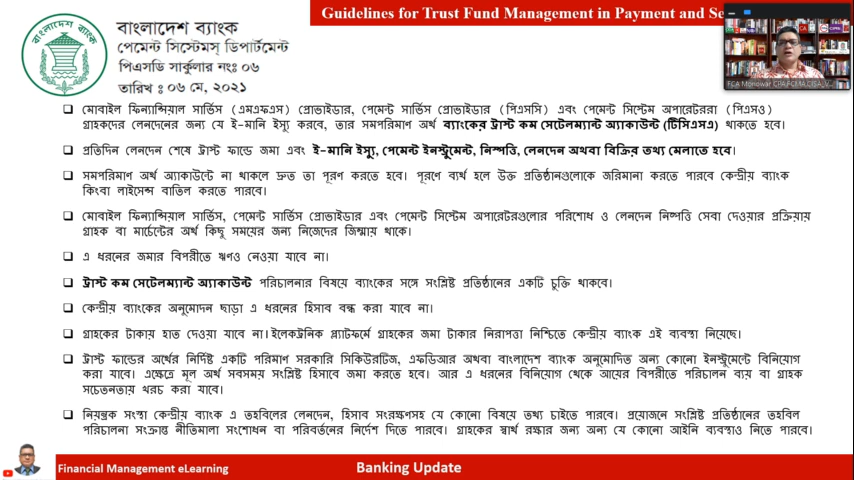 Guidelines for Trust Fund Management in Payment and Se
বাংলাদেশ ব্যাংক
বাংলাদেশ ব্যাংক
পেমেন্ট সিস্টেমস্ ডিপার্টমেন্ট
পিএসডি সার্কুলার নংঃ ০৬
তারিখ ঃ ০৬ মে, ২০২১
FCA Monowar
❑ মোবাইল ফিন্যান্সিয়াল সার্ভিস (এমএফএস) প্রোভাইডার, পেমেন্ট সার্ভিস প্রোভাইডার (পিএসসি) এবং পেমেন্ট সিস্টেম অপারেটররা (পিএসও)
গ্রাহকদের লেনদেনের জন্য যে ই-মানি ইস্যু করবে, তার সমপরিমাণ অর্থ ব্যাংকের ট্রাস্ট কম সেটেলম্যান্ট অ্যাকাউন্ট (টিসিএসএ) থাকতে হবে।
❑ প্রতিদিন লেনদেন শেষে ট্রাস্ট ফান্ডে জমা এবং ই-মানি ইস্যু, পেমেন্ট ইনস্ট্রুমেন্ট, নিষ্পত্তি, লেনদেন অথবা বিক্রির তথ্য মেলাতে হবে।
❑ সমপরিমাণ অর্থ অ্যাকাউন্টে না থাকলে দ্রুত তা পূরণ করতে হবে। পূরণে ব্যর্থ হলে উক্ত প্রতিষ্ঠানগুলোকে জরিমানা করতে পারবে কেন্দ্রীয় ব্যাংক
কিংবা লাইসেন্স বাতিল করতে পারবে।
❑ মোবাইল ফিন্যান্সিয়াল সার্ভিস, পেমেন্ট সার্ভিস প্রোভাইডার এবং পেমেন্ট সিস্টেম অপারেটরগুলোর পরিশোধ ও লেনদেন নিষ্পত্তি সেবা দেওয়ার প্রক্রিয়ায়
গ্রাহক বা মার্চেন্টের অর্থ কিছু সময়ের জন্য নিজেদের জিম্মায় থাকে।
❑ এ ধরনের জমার বিপরীতে ঋণও নেওয়া যাবে না।
❑ ট্রাস্ট কম সেটেলম্যান্ট অ্যাকাউন্ট পরিচালনার বিষয়ে ব্যাংকের সঙ্গে সংশ্লিষ্ট প্রতিষ্ঠানের একটি চুক্তি থাকবে।
❑ কেন্দ্রীয় ব্যাংকের অনুমোদন ছাড়া এ ধরনের হিসাব বন্ধ করা যাবে না।
❑ গ্রাহকের টাকায় হাত দেওয়া যাবে না। ইলেকট্রনিক প্ল্যাটফর্মে গ্রাহকের জমা টাকার নিরাপত্তা নিশ্চিতে কেন্দ্রীয় ব্যাংক এই ব্যবস্থা নিয়েছে।
❑ ট্রাস্ট ফান্ডের অর্থের নির্দিষ্ট একটি পরিমাণ সরকারি সিকিউরটিজ, এফডিআর অথবা বাংলাদেশ ব্যাংক অনুমোদিত অন্য কোনো ইনস্ট্রুমেন্টে বিনিয়োগ
করা যাবে। এক্ষেত্রে মূল অর্থ সবসময় সংশ্লিষ্ট হিসাবে জমা করতে হবে। আর এ ধরনের বিনিয়োগ থেকে আয়ের বিপরীতে পরিচালন ব্যয় বা গ্রাহক
সচেতনতায় খরচ করা যাবে।
❑ নিয়ন্ত্রক সংস্থা কেন্দ্রীয় ব্যাংক এ তহবিলের লেনদেন, হিসাব সংরক্ষণসহ যে কোনো বিষয়ে তথ্য চাইতে পারবে। প্রয়োজনে সংশ্লিষ্ট প্রতিষ্ঠানের তহবিল
পরিচালনা সংক্রান্ত নীতিমালা সংশোধন বা পরিবর্তনের নির্দেশ দিতে পারবে। গ্রাহকের স্বার্থ রক্ষার জন্য অন্য যে কোনো আইনি ব্যবস্থাও নিতে পারবে।
Financial Management eLearning
Banking Update